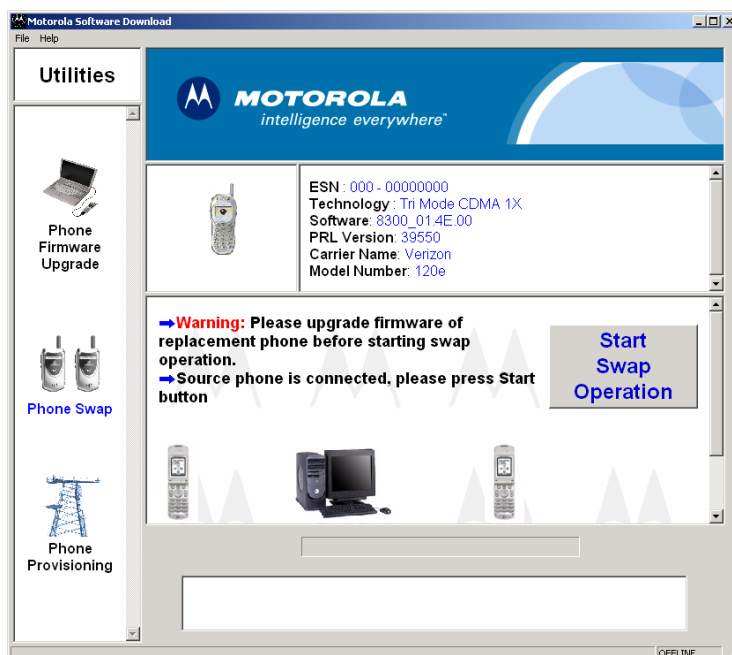 Motorola Software Download
File Help
Utilities
Phone
Firmware
Upgrade
Phone Swap
Phone
Provisioning
MOTOROLA
intelligence everywhere™
ESN : 000 - 00000000
Technology : Tri Mode CDMA 1X
Software: 8300_01.4E.00
PRL Version: 39550
Carrier Name: Verizon
Model Number: 120e
➡Warning: Please upgrade firmware of
replacement phone before starting swap
operation.
➡Source phone is connected, please press Start
button
Start
Swap
Operation
OFFLINE